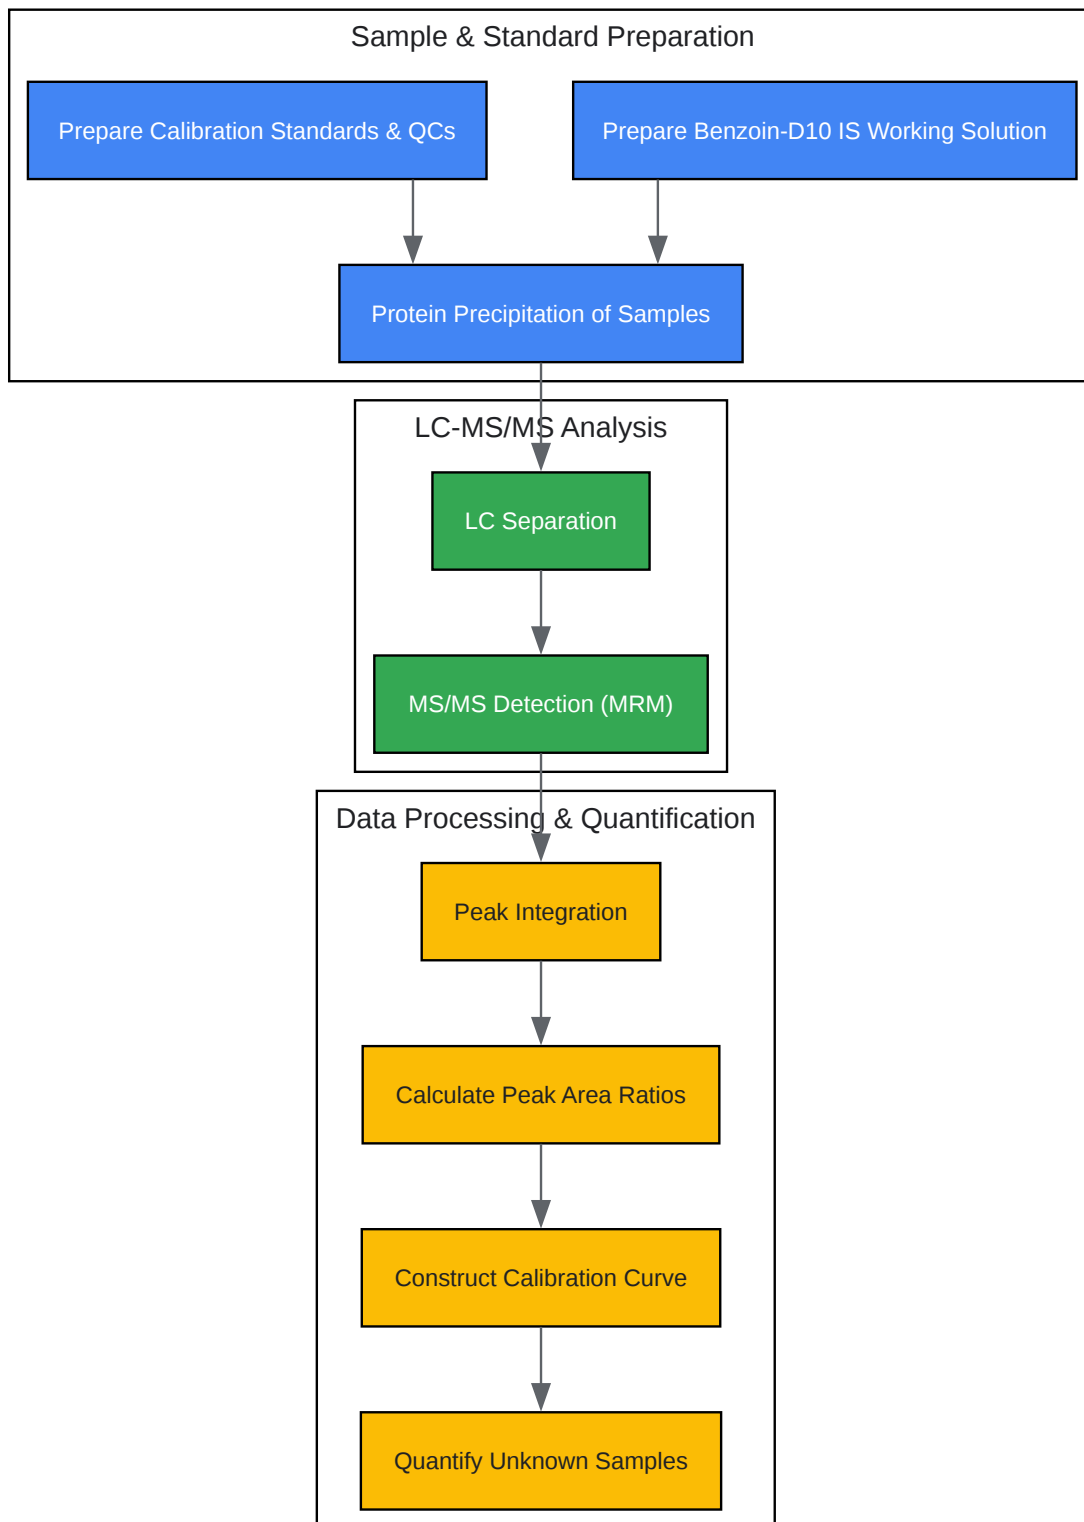 Sample & Standard Preparation
Prepare Calibration Standards & QCs
Prepare Benzoin-D10 IS Working Solution
Protein Precipitation of Samples
LC-MS/MS Analysis
LC Separation
MS/MS Detection (MRM)
Data Processing & Quantification
Peak Integration
Calculate Peak Area Ratios
Construct Calibration Curve
Quantify Unknown Samples